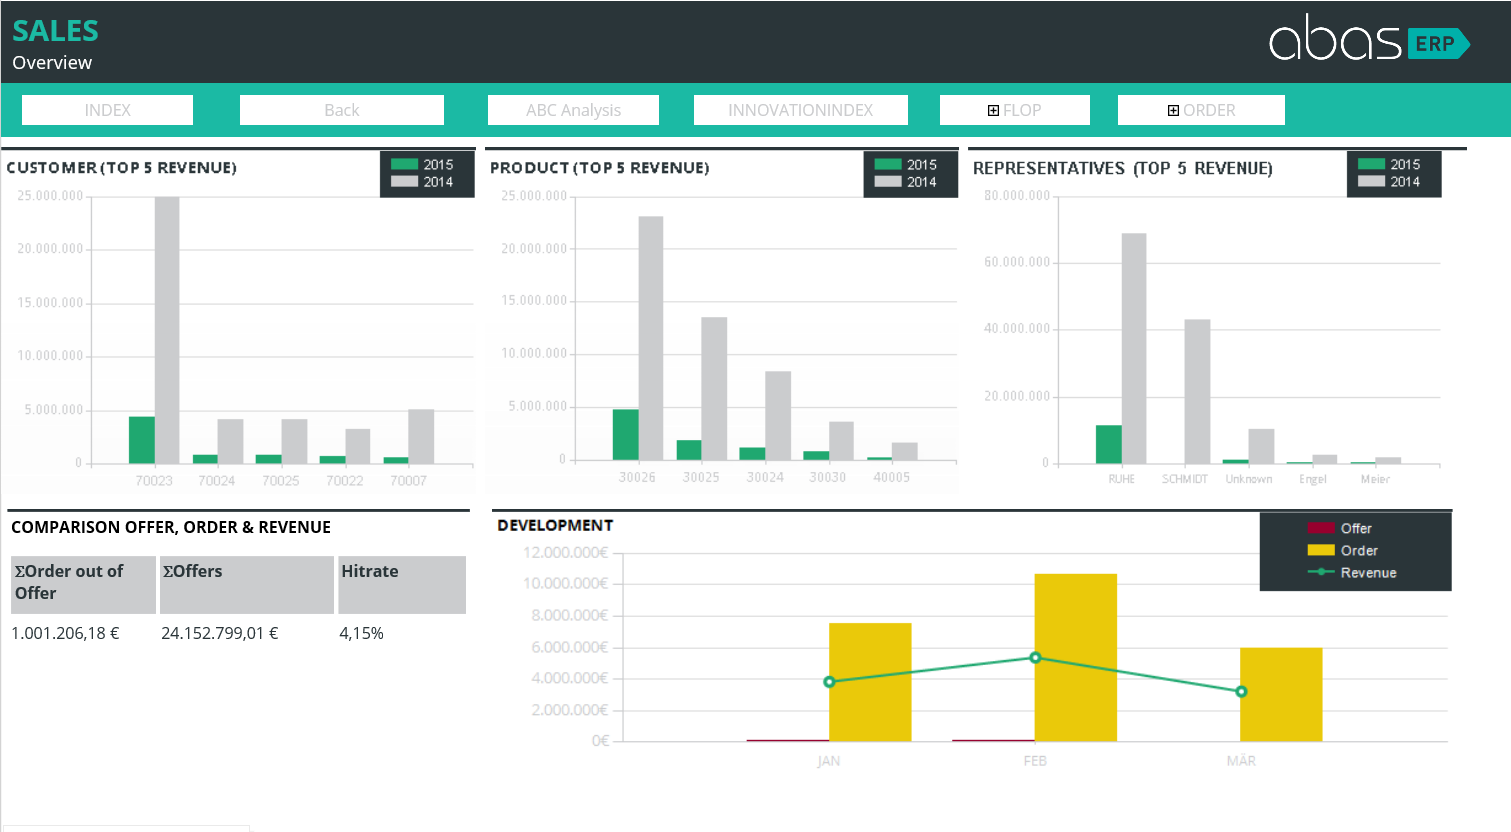 SALES
Overview
abas ERP
INDEX
Back
ABC Analysis
INNOVATIONINDEX
FLOP
ORDER
CUSTOMER (TOP 5 REVENUE)
2015
2014
25.000.000
20.000.000
15.000.000
10.000.000
5.000.000
0
70023 70024 70025 70022 70007
PRODUCT (TOP 5 REVENUE)
2015
2014
25.000.000
20.000.000
15.000.000
10.000.000
5.000.000
0
30026 30025 30024 30030 40005
REPRESENTATIVES (TOP 5 REVENUE)
2015
2014
80.000.000
60.000.000
40.000.000
20.000.000
0
RUHE SCHMIDT Unknown Engel Meier
COMPARISON OFFER, ORDER & REVENUE
ΣOrder out of
Offer
ΣOffers
Hitrate
1.001.206,18 € 24.152.799,01 € 4,15%
DEVELOPMENT
Offer
Order
Revenue
12.000.000€
10.000.000€
8.000.000€
6.000.000€
4.000.000€
2.000.000€
0€
JAN FEB MÄR